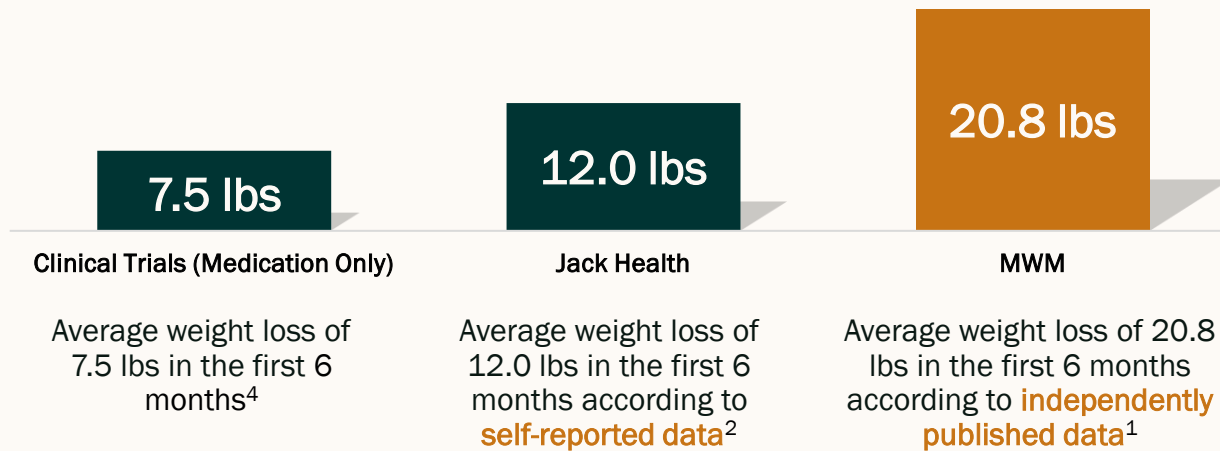 7.5 lbs
12.0 lbs
20.8 lbs
Clinical Trials (Medication Only)
Jack Health
MWM
Average weight loss of
7.5 lbs in the first 6
months4
Average weight loss of
12.0 lbs in the first 6
months according to
self-reported data2
Average weight loss of 20.8
lbs in the first 6 months
according to independently
published data1